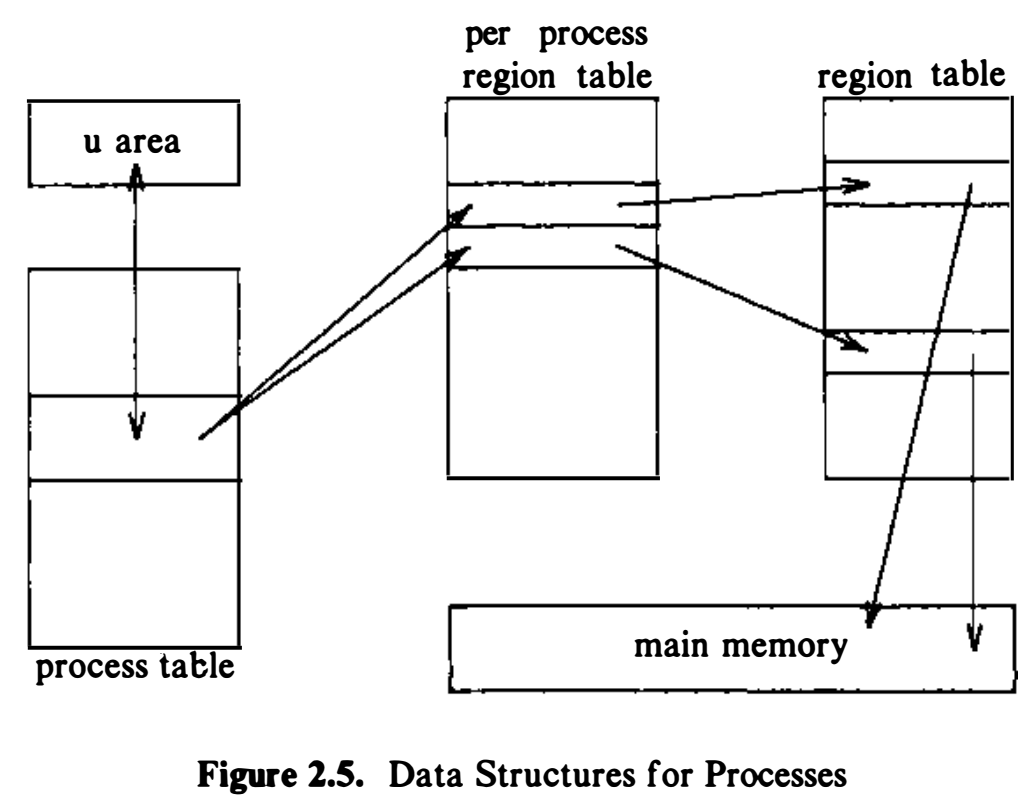 per process
region table
region table
u area
process table
main memory
Figure 2.5. Data Structures for Processes